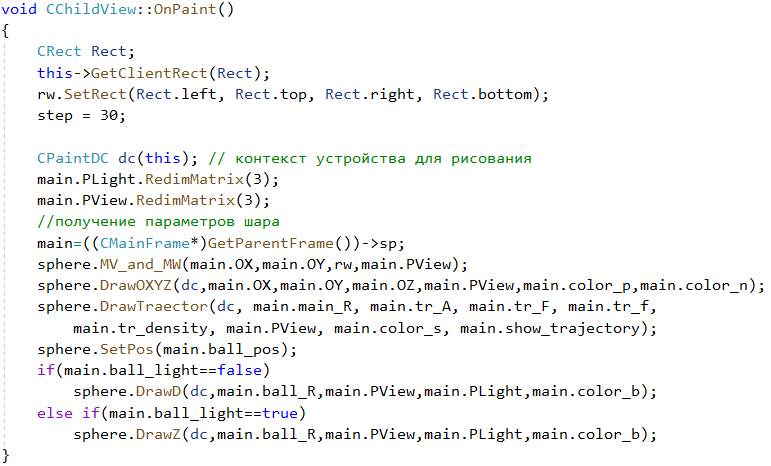 void CChildView::OnPaint()
{
    CRect Rect;
    this->GetClientRect(Rect);
    rw.SetRect(Rect.left, Rect.top, Rect.right, Rect.bottom);
    step = 30;

    CPaintDC dc(this); // контекст устройства для рисования
    main.PLight.RedimMatrix(3);
    main.PView.RedimMatrix(3);
    //получение параметров шара
    main=((CMainFrame*)GetParentFrame())->sp;
    sphere.MV_and_MW(main.OX,main.OY,rw,main.PView);
    sphere.DrawOXYZ(dc,main.OX,main.OY,main.OZ,main.PView,main.color_p,main.color_n);
    sphere.DrawTraector(dc, main.main_R, main.tr_A, main.tr_F, main.tr_f,
        main.tr_density, main.PView, main.color_s, main.show_trajectory);
    sphere.SetPos(main.ball_pos);
    if(main.ball_light==false)
        sphere.DrawD(dc,main.ball_R,main.PView,main.PLight,main.color_b);
    else if(main.ball_light==true)
        sphere.DrawZ(dc,main.ball_R,main.PView,main.PLight,main.color_b);
}